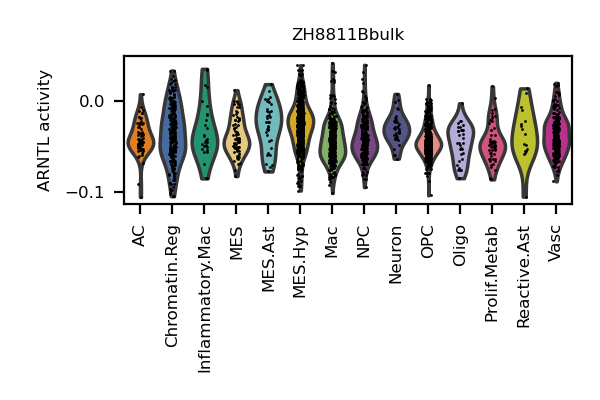 ZH8811Bbulk
ARNTL activity
0.0
−0.1
AC
Chromatin.Reg
Inflammatory.Mac
MES
MES.Ast
MES.Hyp
Mac
NPC
Neuron
OPC
Oligo
Prolif.Metab
Reactive.Ast
Vasc